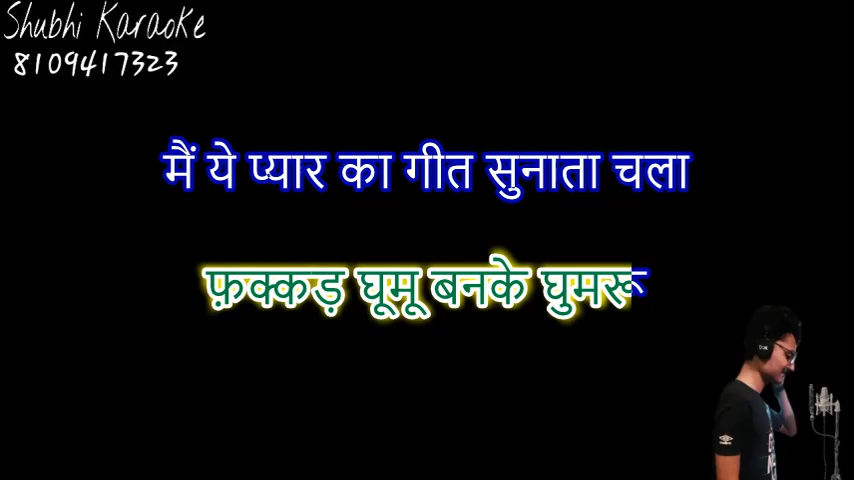 Shubhi Karaoke
8109417323
मैं ये प्यार का गीत सुनाता चला
फ़क्कड़ घूमू बनके घुमरू